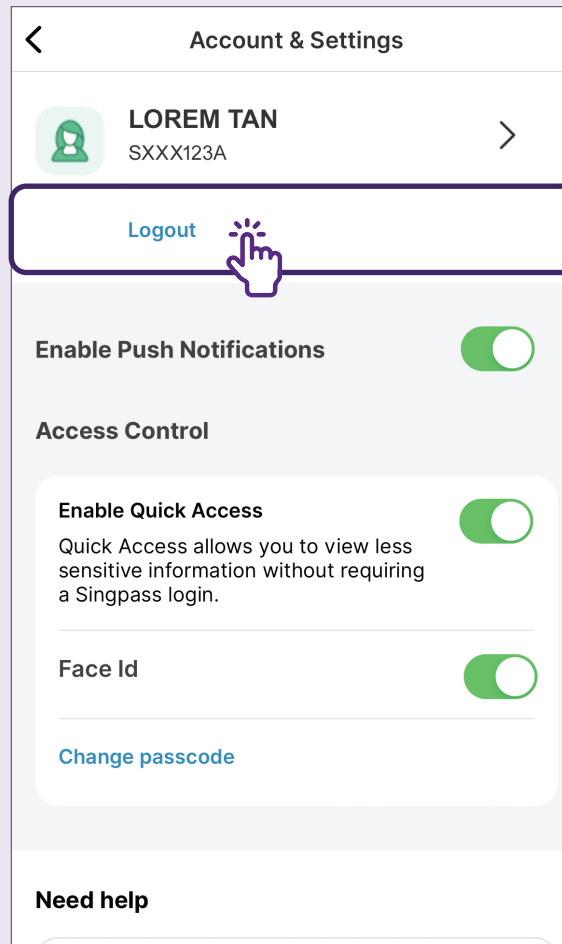 Account & Settings
LOREM TAN
SXXX123A
Logout
Enable Push Notifications
Access Control
Enable Quick Access
Quick Access allows you to view less
sensitive information without requiring
a Singpass login.
Face Id
Change passcode
Need help